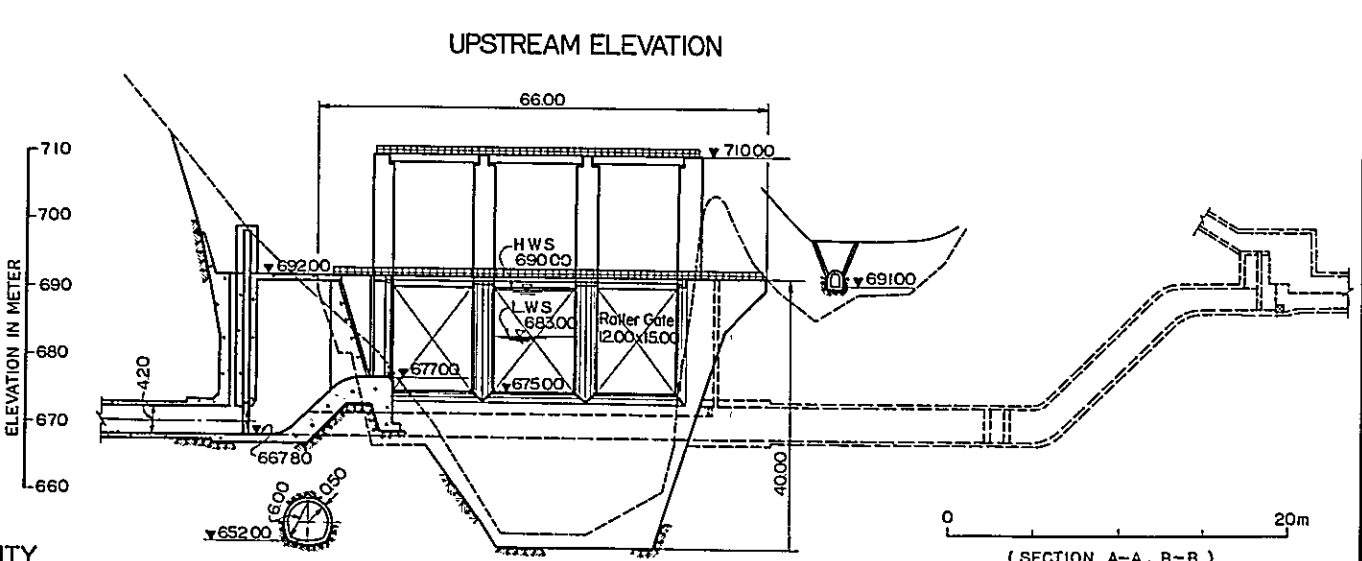 UPSTREAM ELEVATION
66.00
710
710.00
700
HWS
690.00
692.00
690
691.00
LWS
683.00
Roller Gate
12.00x15.00
680
677.00
675.00
4.20
670
667.80
660
6.00
0.50
40.00
652.00
ELEVATION IN METER
0
20m
(SECTION A-A, B-B)
ITY